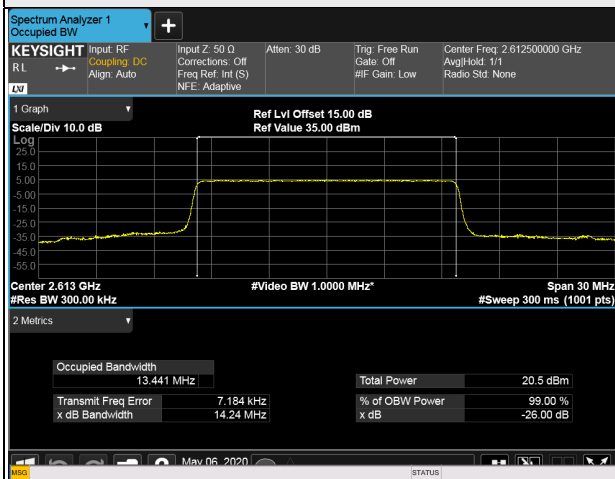 Spectrum Analyzer 1
Occupied BW
+
KEYSIGHT Input: RF Input Z: 50 Ω Atten: 30 dB Trig: Free Run Center Freq: 2.612500000 GHz
RL Coupling: DC Corrections: Off Gate: Off Avg|Hold: 1/1
Align: Auto Freq Ref: Int (S) #IF Gain: Low Radio Std: None
LXI NFE: Adaptive
1 Graph Ref Lvl Offset 15.00 dB
Scale/Div 10.0 dB Ref Value 35.00 dBm
Log
25.0
15.0
5.00
-5.00
-15.0
-25.0
-35.0
-45.0
-55.0
Center 2.613 GHz #Video BW 1.0000 MHz* Span 30 MHz
#Res BW 300.00 kHz #Sweep 300 ms (1001 pts)
2 Metrics
Occupied Bandwidth
13.441 MHz Total Power 20.5 dBm
Transmit Freq Error 7.184 kHz % of OBW Power 99.00 %
x dB Bandwidth 14.24 MHz x dB -26.00 dB
May 06, 2020
MSG STATUS